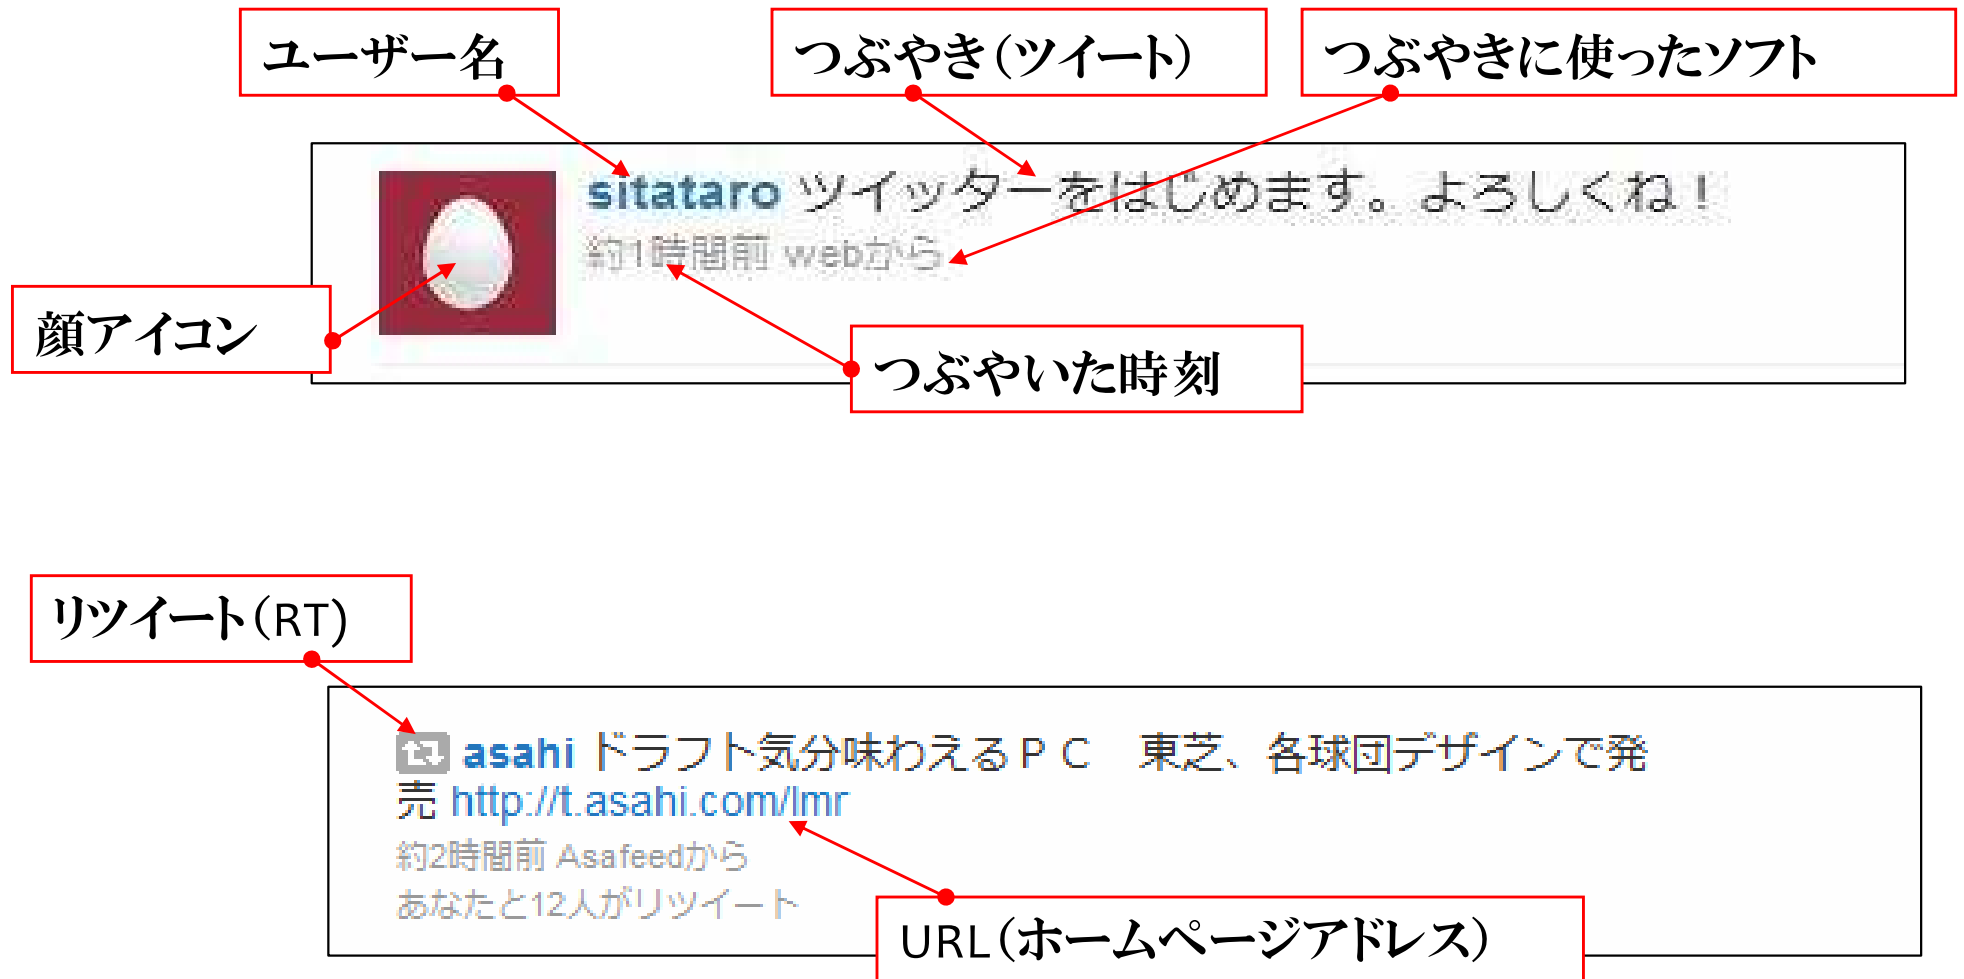 ユーザー名
つぶやき(ツイート)
つぶやきに使ったソフト
sitataro ツイッターをはじめます。よろしくね！
約1時間前 webから
顔アイコン
つぶやいた時刻
リツイート(RT)
asahi ドラフト気分味わえるＰＣ　東芝、各球団デザインで発
売 http://t.asahi.com/lmr
約2時間前 Asafeedから
あなたと12人がリツイート
URL(ホームページアドレス)